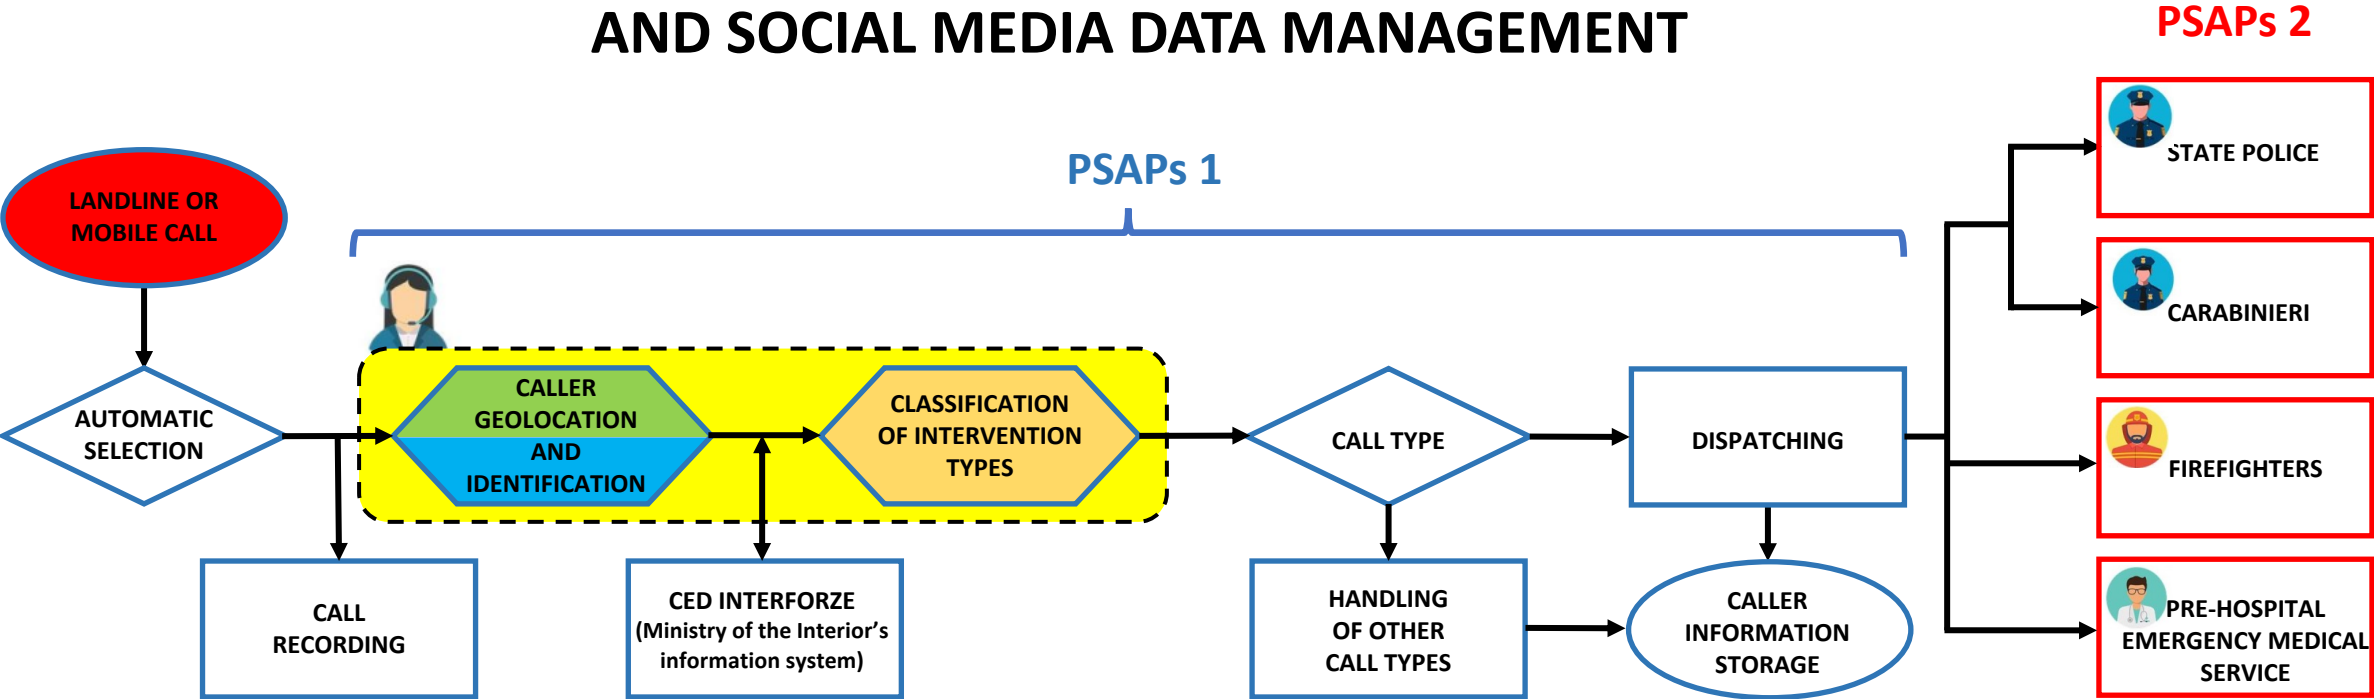 AND SOCIAL MEDIA DATA MANAGEMENT
PSAPs 2
PSAPs 1
LANDLINE OR
MOBILE CALL
AUTOMATIC
SELECTION
CALL
RECORDING
CALLER
GEOLOCATION
AND
IDENTIFICATION
CED INTERFORZE
(Ministry of the Interior's
information system)
CLASSIFICATION
OF INTERVENTION
TYPES
CALL TYPE
HANDLING
OF OTHER
CALL TYPES
DISPATCHING
CALLER
INFORMATION
STORAGE
STATE POLICE
CARABINIERI
FIREFIGHTERS
PRE-HOSPITAL
EMERGENCY MEDICAL
SERVICE